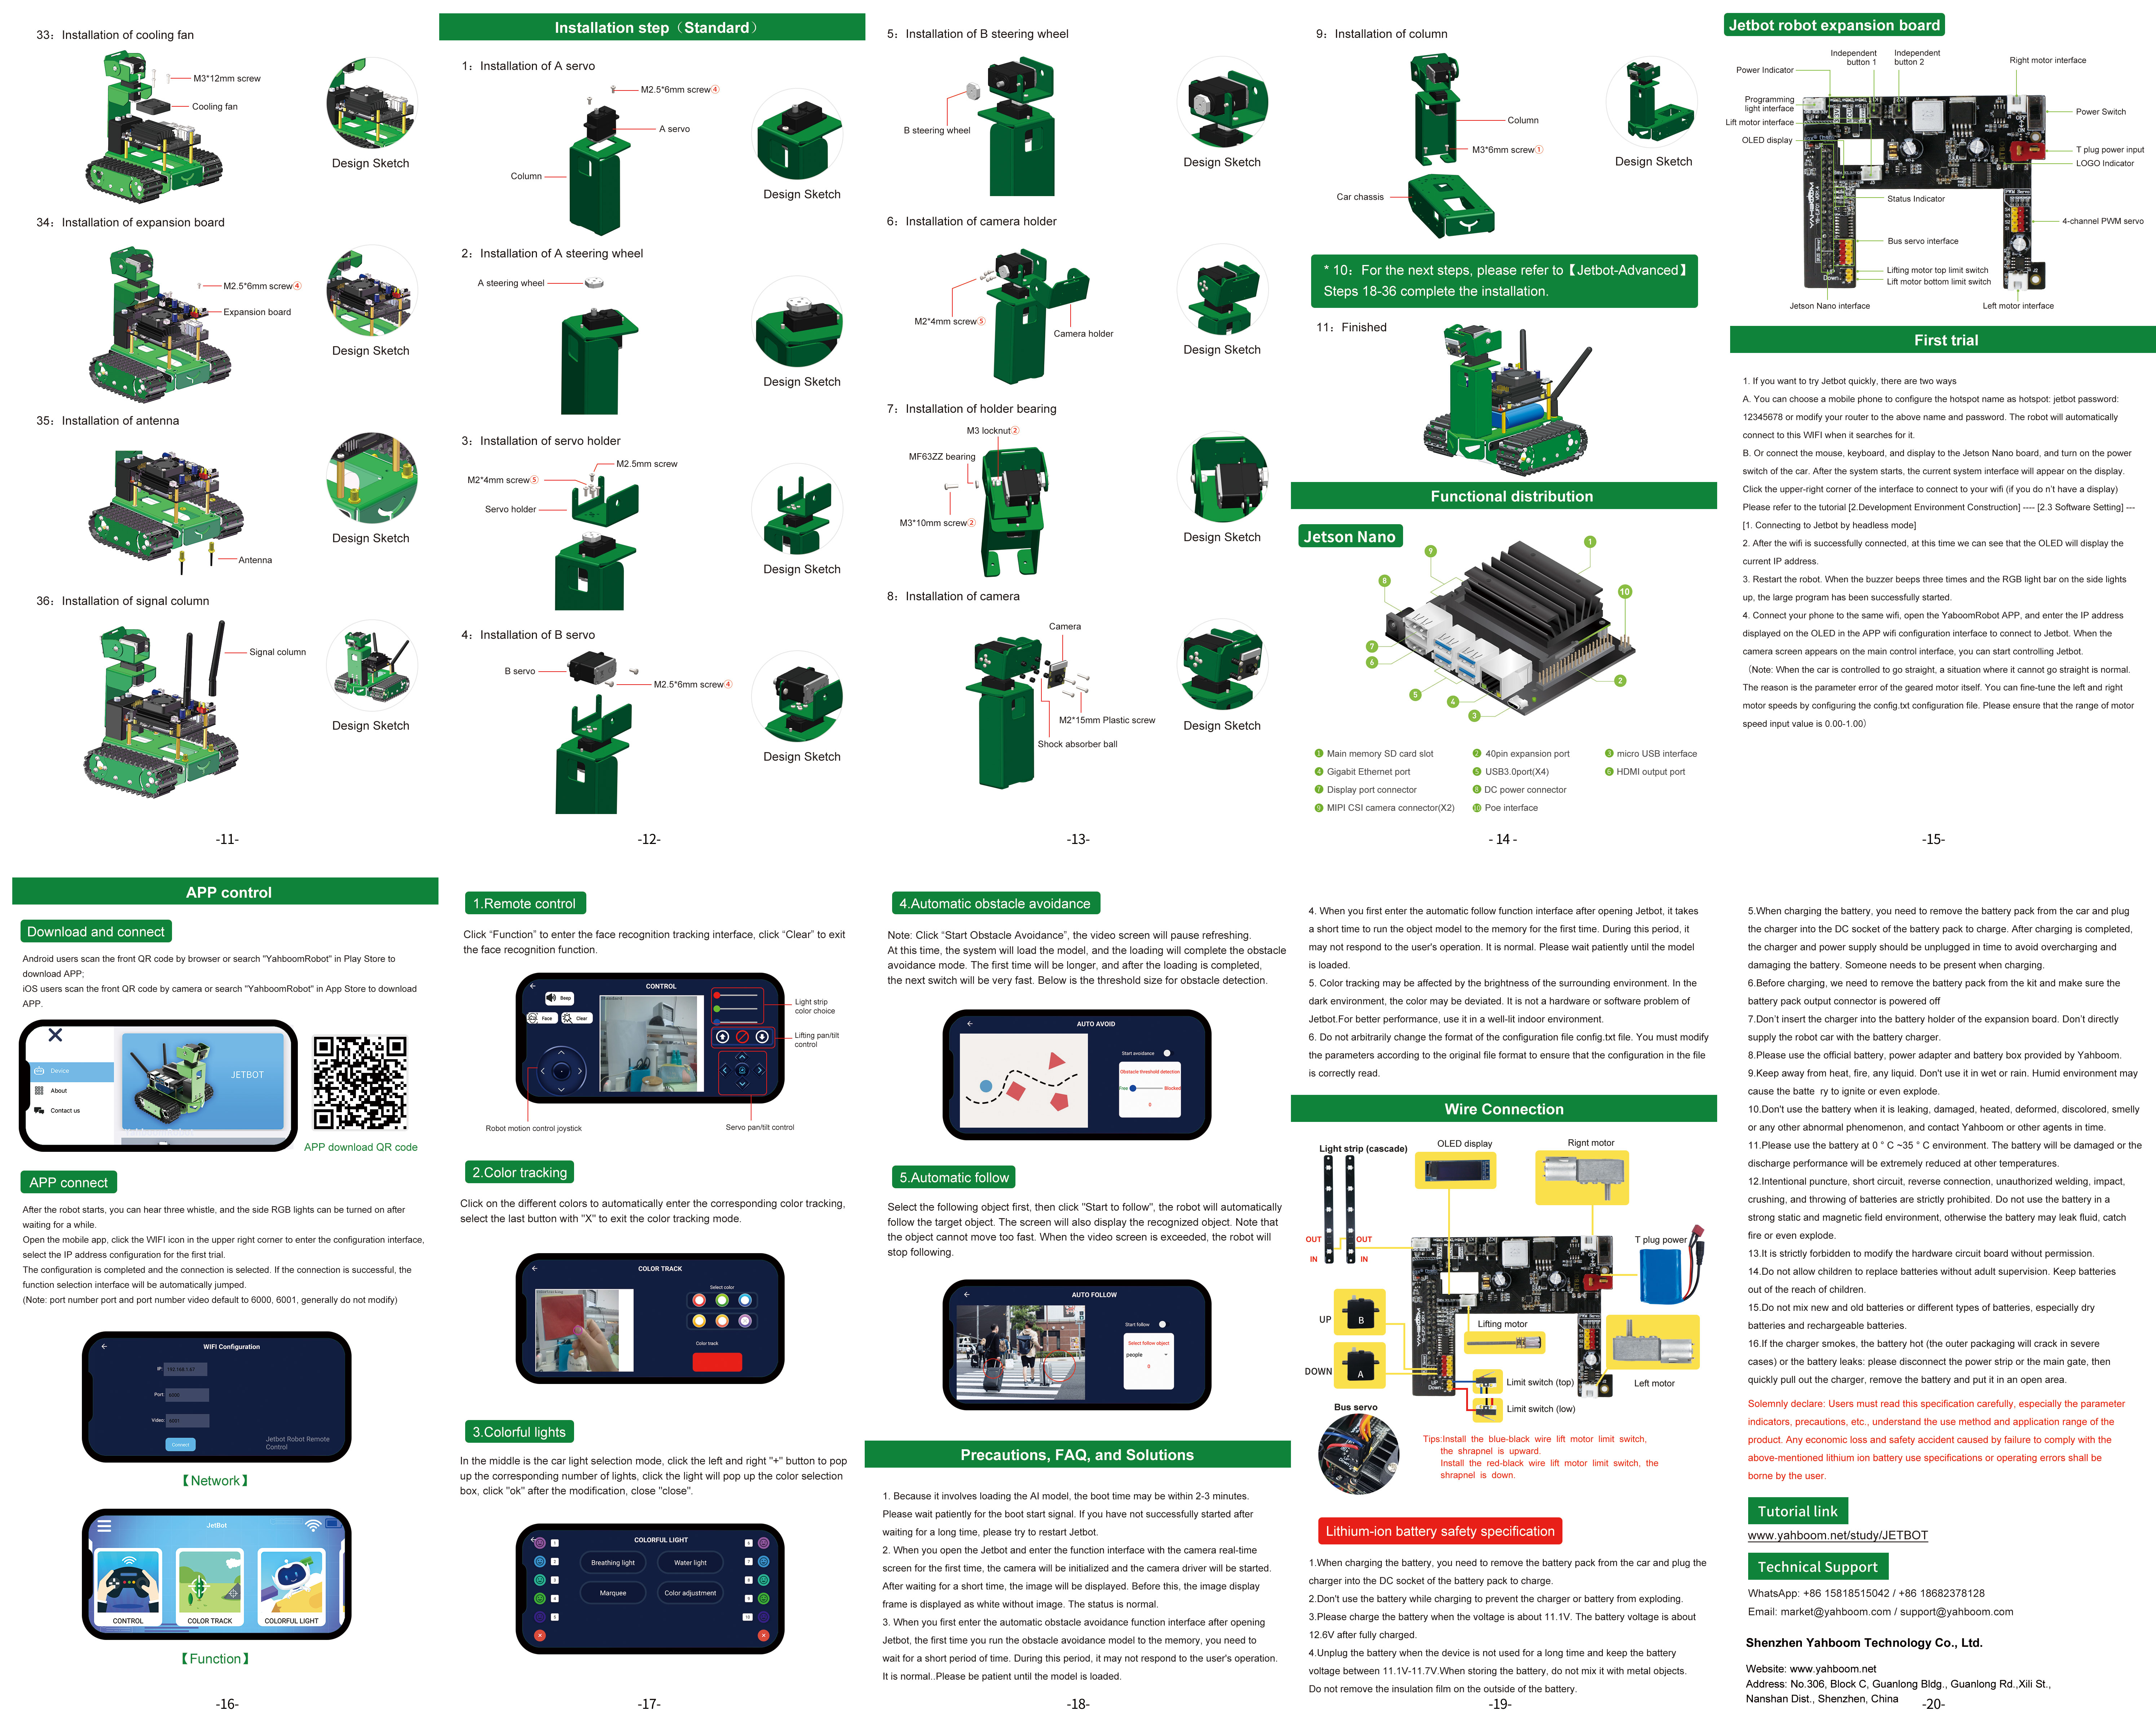 33：Installation of cooling fan
M3*12mm screw
Cooling fan
Design Sketch
34：Installation of expansion board
M2.5*6mm screw④
Expansion board
Design Sketch
35：Installation of antenna
Design Sketch
Antenna
36：Installation of signal column
Signal column
Design Sketch
-11-
Installation step（Standard）
1：Installation of A servo
M2.5*6mm screw④
A servo
Column
Design Sketch
2：Installation of A steering wheel
A steering wheel
Design Sketch
3：Installation of servo holder
M2.5mm screw
M2*4mm screw⑤
Servo holder
Design Sketch
4：Installation of B servo
B servo
M2.5*6mm screw④
Design Sketch
-12-
5：Installation of B steering wheel
B steering wheel
Design Sketch
6：Installation of camera holder
M2*4mm screw⑤
Camera holder
Design Sketch
7：Installation of holder bearing
M3 locknut②
MF63ZZ bearing
M3*10mm screw②
Design Sketch
8：Installation of camera
Camera
M2*15mm Plastic screw
Shock absorber ball
Design Sketch
-13-
9：Installation of column
Column
M3*6mm screw①
Car chassis
Design Sketch
* 10：For the next steps, please refer to【Jetbot-Advanced】
Steps 18-36 complete the installation.
11：Finished
Functional distribution
Jetson Nano
9
1
8
10
7
6
5
4
3
2
1 Main memory SD card slot
2 40pin expansion port
3 micro USB interface
4 Gigabit Ethernet port
5 USB3.0port(X4)
6 HDMI output port
7 Display port connector
8 DC power connector
9 MIPI CSI camera connector(X2)
10 Poe interface
- 14 -
Jetbot robot expansion board
Independent button 1
Independent button 2
Right motor interface
Power Indicator
Programming light interface
Lift motor interface
OLED display
Power Switch
T plug power input
LOGO Indicator
Status Indicator
4-channel PWM servo
Bus servo interface
Lifting motor top limit switch
Lift motor bottom limit switch
Jetson Nano interface
Left motor interface
First trial
1. If you want to try Jetbot quickly, there are two ways
A. You can choose a mobile phone to configure the hotspot name as hotspot: jetbot password:
12345678 or modify your router to the above name and password. The robot will automatically
connect to this WIFI when it searches for it.
B. Or connect the mouse, keyboard, and display to the Jetson Nano board, and turn on the power
switch of the car. After the system starts, the current system interface will appear on the display.
Click the upper-right corner of the interface to connect to your wifi (if you do n't have a display)
Please refer to the tutorial [2.Development Environment Construction] ---- [2.3 Software Setting] ---
[1. Connecting to Jetbot by headless mode]
2. After the wifi is successfully connected, at this time we can see that the OLED will display the
current IP address.
3. Restart the robot. When the buzzer beeps three times and the RGB light bar on the side lights
up, the large program has been successfully started.
4. Connect your phone to the same wifi, open the YaboomRobot APP, and enter the IP address
displayed on the OLED in the APP wifi configuration interface to connect to Jetbot. When the
camera screen appears on the main control interface, you can start controlling Jetbot.
（Note: When the car is controlled to go straight, a situation where it cannot go straight is normal.
The reason is the parameter error of the geared motor itself. You can fine-tune the left and right
motor speeds by configuring the config.txt configuration file. Please ensure that the range of motor
speed input value is 0.00-1.00）
-15-
APP control
Download and connect
Android users scan the front QR code by browser or search "YahboomRobot" in Play Store to
download APP;
iOS users scan the front QR code by camera or search "YahboomRobot" in App Store to download
APP.
Device
About
Contact us
JETBOT
APP download QR code
APP connect
After the robot starts, you can hear three whistle, and the side RGB lights can be turned on after
waiting for a while.
Open the mobile app, click the WIFI icon in the upper right corner to enter the configuration interface,
select the IP address configuration for the first trial.
The configuration is completed and the connection is selected. If the connection is successful, the
function selection interface will be automatically jumped.
(Note: port number port and port number video default to 6000, 6001, generally do not modify)
WIFI Configuration
IP
Port
6000
Video
6001
Connect
Jetbot Robot Remote
Control
【Network】
JetBot
CONTROL
COLOR TRACK
COLORFUL LIGHT
【Function】
-16-
1.Remote control
Click “Function” to enter the face recognition tracking interface, click “Clear” to exit
the face recognition function.
CONTROL
Beep
Face
Clear
Light strip color choice
Lifting pan/tilt control
Robot motion control joystick
Servo pan/tilt control
2.Color tracking
Click on the different colors to automatically enter the corresponding color tracking,
select the last button with "X" to exit the color tracking mode.
COLOR TRACK
Select color
Color track
3.Colorful lights
In the middle is the car light selection mode, click the left and right "+" button to pop
up the corresponding number of lights, click the light will pop up the color selection
box, click "ok" after the modification, close "close".
COLORFUL LIGHT
Breathing light
Water light
Marquee
Color adjustment
-17-
4.Automatic obstacle avoidance
Note: Click “Start Obstacle Avoidance”, the video screen will pause refreshing.
At this time, the system will load the model, and the loading will complete the obstacle
avoidance mode. The first time will be longer, and after the loading is completed,
the next switch will be very fast. Below is the threshold size for obstacle detection.
AUTO AVOID
Start avoidance
Obstacle threshold detection
Free
Blocked
0
5.Automatic follow
Select the following object first, then click "Start to follow", the robot will automatically
follow the target object. The screen will also display the recognized object. Note that
the object cannot move too fast. When the video screen is exceeded, the robot will
stop following.
AUTO FOLLOW
Start follow
Select follow object
people
0
Precautions, FAQ, and Solutions
1. Because it involves loading the AI model, the boot time may be within 2-3 minutes.
Please wait patiently for the boot start signal. If you have not successfully started after
waiting for a long time, please try to restart Jetbot.
2. When you open the Jetbot and enter the function interface with the camera real-time
screen for the first time, the camera will be initialized and the camera driver will be started.
After waiting for a short time, the image will be displayed. Before this, the image display
frame is displayed as white without image. The status is normal.
3. When you first enter the automatic obstacle avoidance function interface after opening
Jetbot, the first time you run the obstacle avoidance model to the memory, you need to
wait for a short period of time. During this period, it may not respond to the user's operation.
It is normal..Please be patient until the model is loaded.
-18-
4. When you first enter the automatic follow function interface after opening Jetbot, it takes
a short time to run the object model to the memory for the first time. During this period, it
may not respond to the user's operation. It is normal. Please wait patiently until the model
is loaded.
5. Color tracking may be affected by the brightness of the surrounding environment. In the
dark environment, the color may be deviated. It is not a hardware or software problem of
Jetbot.For better performance, use it in a well-lit indoor environment.
6. Do not arbitrarily change the format of the configuration file config.txt file. You must modify
the parameters according to the original file format to ensure that the configuration in the file
is correctly read.
Wire Connection
Light strip (cascade)
OLED display
Rignt motor
OUT
OUT
IN
IN
T plug power
UP
B
Lifting motor
DOWN
A
Limit switch (top)
Limit switch (low)
Left motor
Bus servo
Tips:Install the blue-black wire lift motor limit switch,
the shrapnel is upward.
Install the red-black wire lift motor limit switch, the
shrapnel is down.
Lithium-ion battery safety specification
1.When charging the battery, you need to remove the battery pack from the car and plug the
charger into the DC socket of the battery pack to charge.
2.Don't use the battery while charging to prevent the charger or battery from exploding.
3.Please charge the battery when the voltage is about 11.1V. The battery voltage is about
12.6V after fully charged.
4.Unplug the battery when the device is not used for a long time and keep the battery
voltage between 11.1V-11.7V.When storing the battery, do not mix it with metal objects.
Do not remove the insulation film on the outside of the battery.
-19-
5.When charging the battery, you need to remove the battery pack from the car and plug
the charger into the DC socket of the battery pack to charge. After charging is completed,
the charger and power supply should be unplugged in time to avoid overcharging and
damaging the battery. Someone needs to be present when charging.
6.Before charging, we need to remove the battery pack from the kit and make sure the
battery pack output connector is powered off
7.Don’t insert the charger into the battery holder of the expansion board. Don’t directly
supply the robot car with the battery charger.
8.Please use the official battery, power adapter and battery box provided by Yahboom.
9.Keep away from heat, fire, any liquid. Don't use it in wet or rain. Humid environment may
cause the batte ry to ignite or even explode.
10.Don't use the battery when it is leaking, damaged, heated, deformed, discolored, smelly
or any other abnormal phenomenon, and contact Yahboom or other agents in time.
11.Please use the battery at 0 ° C ~35 ° C environment. The battery will be damaged or the
discharge performance will be extremely reduced at other temperatures.
12.Intentional puncture, short circuit, reverse connection, unauthorized welding, impact,
crushing, and throwing of batteries are strictly prohibited. Do not use the battery in a
strong static and magnetic field environment, otherwise the battery may leak fluid, catch
fire or even explode.
13.It is strictly forbidden to modify the hardware circuit board without permission.
14.Do not allow children to replace batteries without adult supervision. Keep batteries
out of the reach of children.
15.Do not mix new and old batteries or different types of batteries, especially dry
batteries and rechargeable batteries.
16.If the charger smokes, the battery hot (the outer packaging will crack in severe
cases) or the battery leaks: please disconnect the power strip or the main gate, then
quickly pull out the charger, remove the battery and put it in an open area.
Solemnly declare: Users must read this specification carefully, especially the parameter
indicators, precautions, etc., understand the use method and application range of the
product. Any economic loss and safety accident caused by failure to comply with the
above-mentioned lithium ion battery use specifications or operating errors shall be
borne by the user.
Tutorial link
www.yahboom.net/study/JETBOT
Technical Support
WhatsApp: +86 15818515042 / +86 18682378128
Email: market@yahboom.com / support@yahboom.com
Shenzhen Yahboom Technology Co., Ltd.
Website: www.yahboom.net
Address: No.306, Block C, Guanlong Bldg., Guanlong Rd.,Xili St.,
Nanshan Dist., Shenzhen, China
-20-